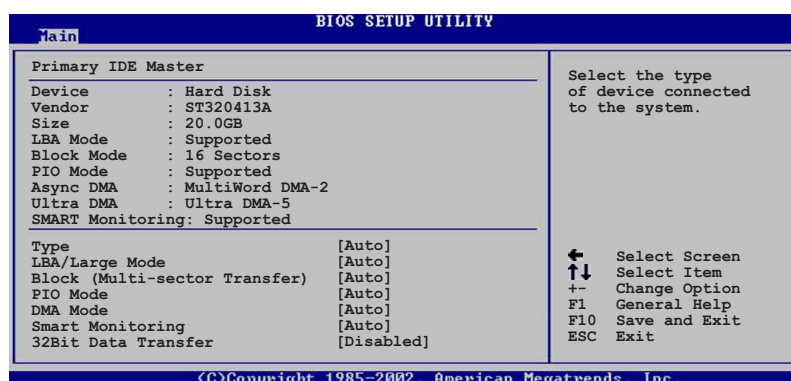 BIOS SETUP UTILITY
Main
Primary IDE Master
Device : Hard Disk
Vendor : ST320413A
Size : 20.0GB
LBA Mode : Supported
Block Mode : 16 Sectors
PIO Mode : Supported
Async DMA : MultiWord DMA-2
Ultra DMA : Ultra DMA-5
SMART Monitoring: Supported
Type [Auto]
LBA/Large Mode [Auto]
Block (Multi-sector Transfer) [Auto]
PIO Mode [Auto]
DMA Mode [Auto]
Smart Monitoring [Auto]
32Bit Data Transfer [Disabled]
Select the type
of device connected
to the system.
← Select Screen
↑↓ Select Item
+- Change Option
F1 General Help
F10 Save and Exit
ESC Exit
(C)Copyright 1985-2002, American Megatrends, Inc.